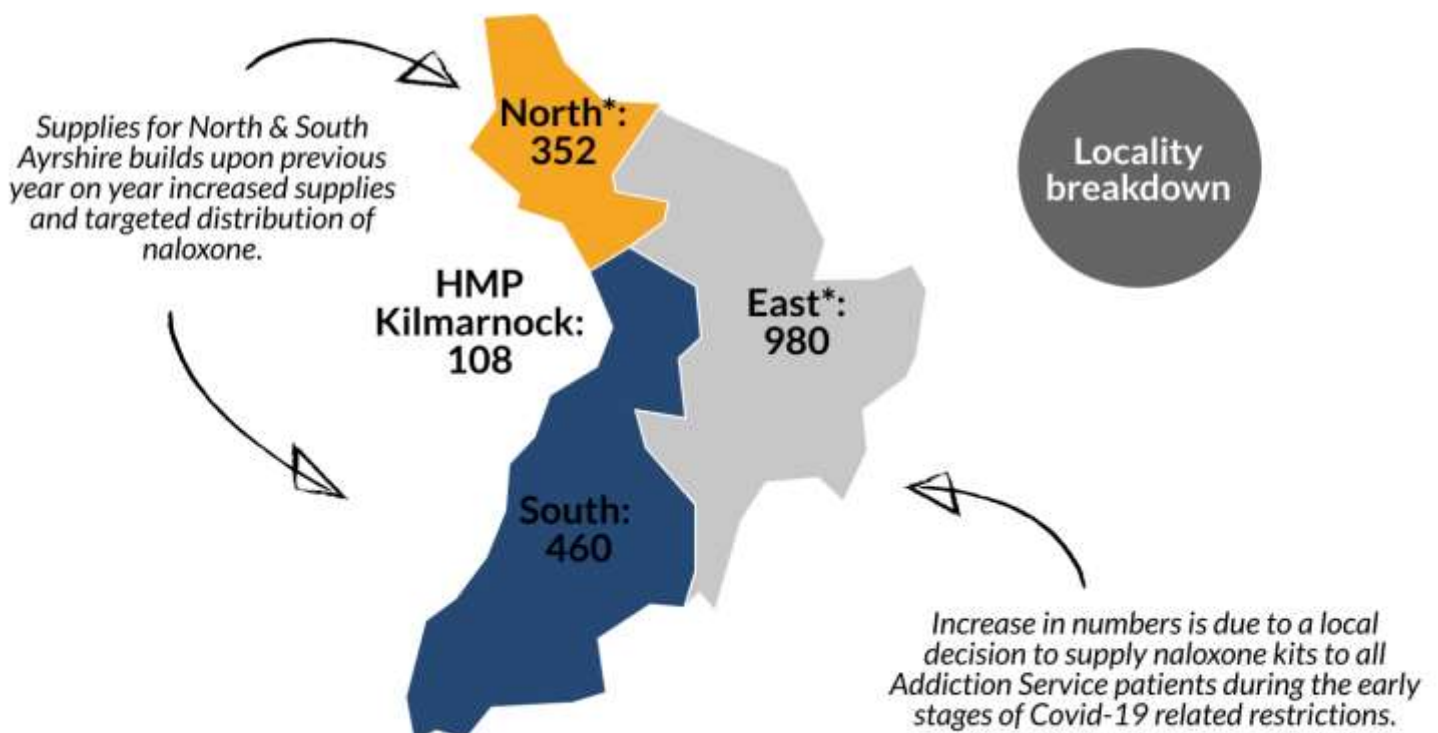 Supplies for North & South
Ayrshire builds upon previous
year on year increased supplies
and targeted distribution of
naloxone.
North*:
352
Locality
breakdown
HMP
Kilmarnock:
108
East*:
980
South:
460
Increase in numbers is due to a local
decision to supply naloxone kits to all
Addiction Service patients during the early
stages of Covid-19 related restrictions.